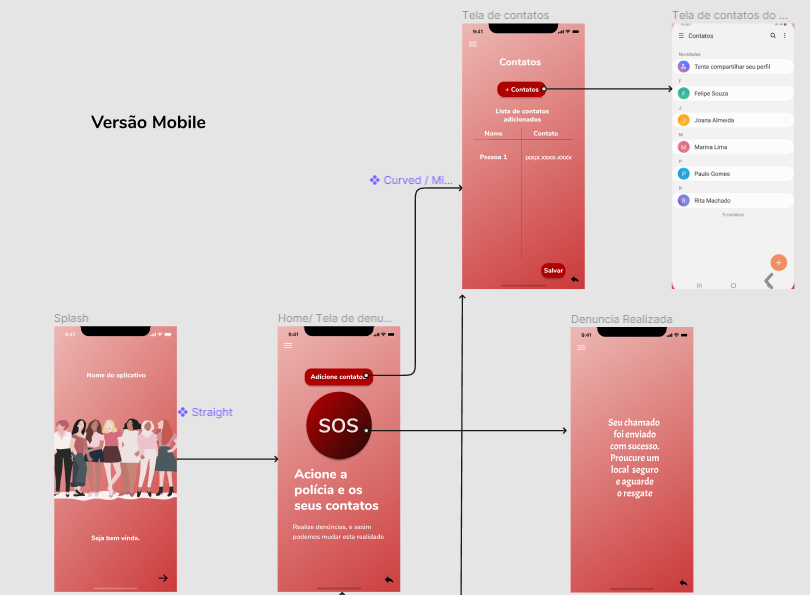 Tela de contatos
Tela de contatos do ...
9:41
Contatos
+ Contatos
Lista de contatos
adicionados
Nome
Contato
Pessoa 1
(XX)X XXXX-XXXX
Salvar
Contatos
Novidades
Tente compartilhar seu perfil
F
F
Felipe Souza
J
J
Joana Almeida
M
M
Marina Lima
P
P
Paulo Gomes
R
R
Rita Machado
5 contatos
+
Versão Mobile
Curved / Mi...
Splash
9:41
Nome do aplicativo
Seja bem vinda.
Straight
Home/ Tela de denu...
9:41
Adicione contato.
SOS
Acione a
polícia e os
seus contatos
Realize denúncias, e assim
podemos mudar esta realidade
Denuncia Realizada
9:41
Seu chamado
foi enviado
com sucesso.
Proucure um
local seguro
e aguarde
o resgate